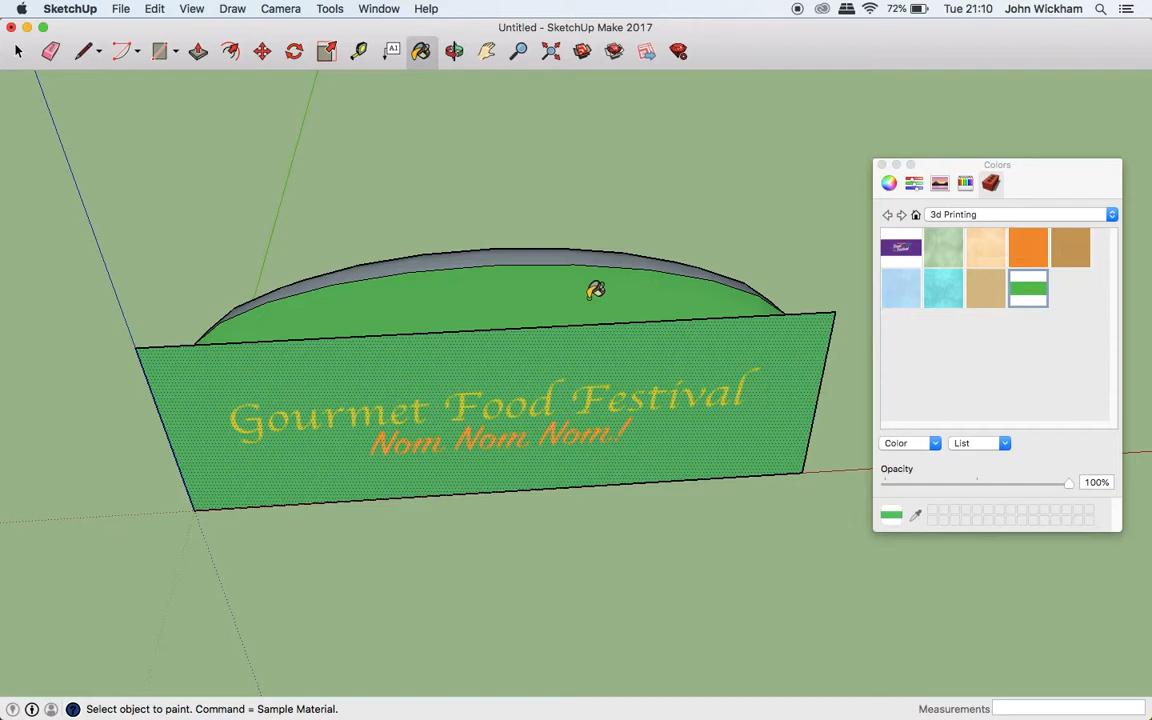 SketchUp File Edit View Draw Camera Tools Window Help 72% Tue 21:10 John Wickham
Untitled - SketchUp Make 2017
A1
Colors
3d Printing
Gourmet Food Festival
Nom Nom Nom!
Color List
Opacity
100%
Select object to paint. Command = Sample Material. Measurements